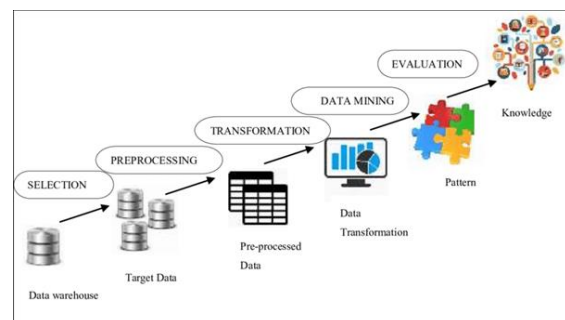 EVALUATION
Knowledge
DATA MINING
TRANSFORMATION
Pattern
PREPROCESSING
Data
Transformation
SELECTION
Pre-processed
Data
Target Data
Data warehouse